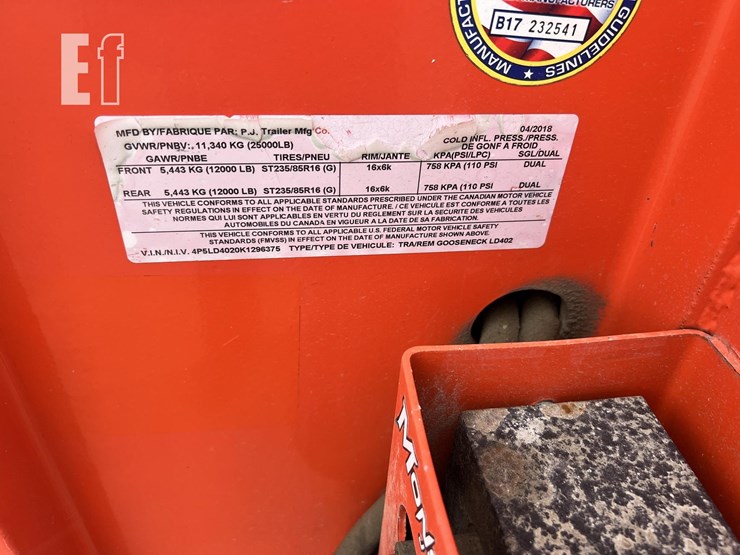 Ef
MANUFACTURERS
B17 232541
GUIDELINES
MFD BY/FABRIQUE PAR: P.J. Trailer Mfg Co. 04/2018
GVWR/PNBV: 11,340 KG (25000LB) COLD INFL. PRESS./PRESS.
DE GONF A FROID
GAWR/PNBE TIRES/PNEU RIM/JANTE KPA(PSI/LPC) SGL/DUAL
FRONT 5,443 KG (12000 LB) ST235/85R16 (G) 16x6k 758 KPA (110 PSI DUAL
REAR 5,443 KG (12000 LB) ST235/85R16 (G) 16x6k 758 KPA (110 PSI DUAL
THIS VEHICLE CONFORMS TO ALL APPLICABLE STANDARDS PRESCRIBED UNDER THE CANADIAN MOTOR VEHICLE
SAFETY REGULATIONS IN EFFECT ON THE DATE OF MANUFACTURE. / CE VEHICULE EST CONFORME A TOUTES LES
NORMES QUI LUI SONT APPLICABLES EN VERTU DU REGLEMENT SUR LA SECURITE DES VEHICULES
AUTOMOBILES DU CANADA EN VIGUEUR A LA DATE DE SA FABRICATION.
THIS VEHICLE CONFORMS TO ALL APPLICABLE U.S. FEDERAL MOTOR VEHICLE SAFETY
STANDARDS (FMVSS) IN EFFECT ON THE DATE OF MANUFACTURE SHOWN ABOVE.
V.I.N./N.I.V. 4P5LD4020K1296375 TYPE/TYPE DE VEHICULE: TRA/REM GOOSENECK LD402